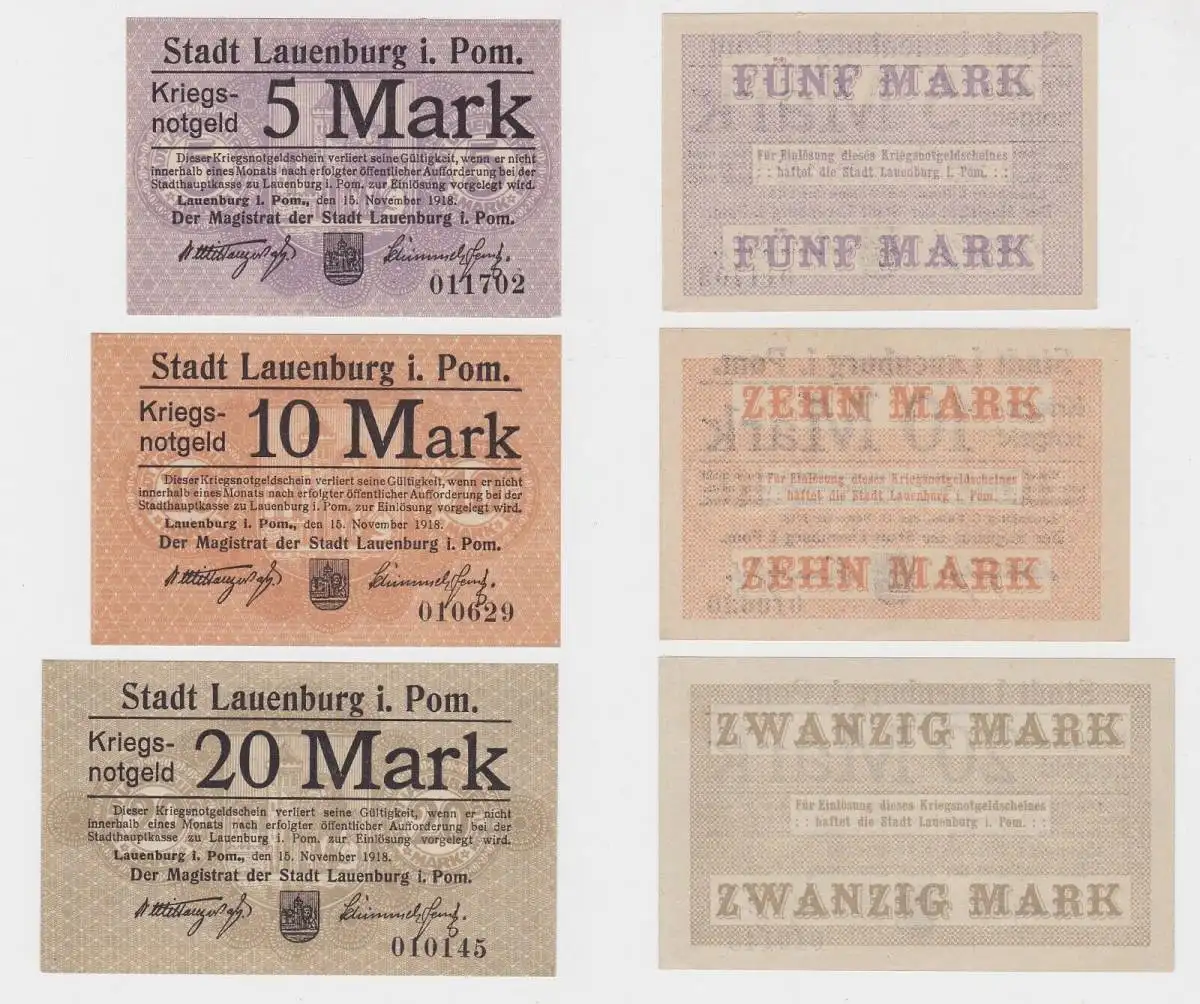 Stadt Lauenburg i. Pom.
Kriegs-
notgeld
5 Mark
Dieser Kriegsnotgeldschein verliert seine Gültigkeit, wenn er nicht
innerhalb eines Monats nach erfolgter öffentlicher Aufforderung bei der
Stadthauptkasse zu Lauenburg i. Pom. zur Einlösung vorgelegt wird.
Lauenburg i. Pom., den 15. November 1918.
Der Magistrat der Stadt Lauenburg i. Pom.
011702
FÜNF MARK
Für Einlösung dieses Kriegsnotgeldscheines
: : haftet die Stadt Lauenburg i. Pom. : :
FÜNF MARK
Stadt Lauenburg i. Pom.
Kriegs-
notgeld
10 Mark
Dieser Kriegsnotgeldschein verliert seine Gültigkeit, wenn er nicht
innerhalb eines Monats nach erfolgter öffentlicher Aufforderung bei der
Stadthauptkasse zu Lauenburg i. Pom. zur Einlösung vorgelegt wird.
Lauenburg i. Pom., den 15. November 1918.
Der Magistrat der Stadt Lauenburg i. Pom.
010629
ZEHN MARK
Für Einlösung dieses Kriegsnotgeldscheines
haftet die Stadt Lauenburg i. Pom.
ZEHN MARK
Stadt Lauenburg i. Pom.
Kriegs-
notgeld
20 Mark
Dieser Kriegsnotgeldschein verliert seine Gültigkeit, wenn er nicht
innerhalb eines Monats nach erfolgter öffentlicher Aufforderung bei der
Stadthauptkasse zu Lauenburg i. Pom. zur Einlösung vorgelegt wird.
Lauenburg i. Pom., den 15. November 1918.
Der Magistrat der Stadt Lauenburg i. Pom.
010145
ZWANZIG MARK
Für Einlösung dieses Kriegsnotgeldscheines
: : haftet die Stadt Lauenburg i. Pom. : :
ZWANZIG MARK